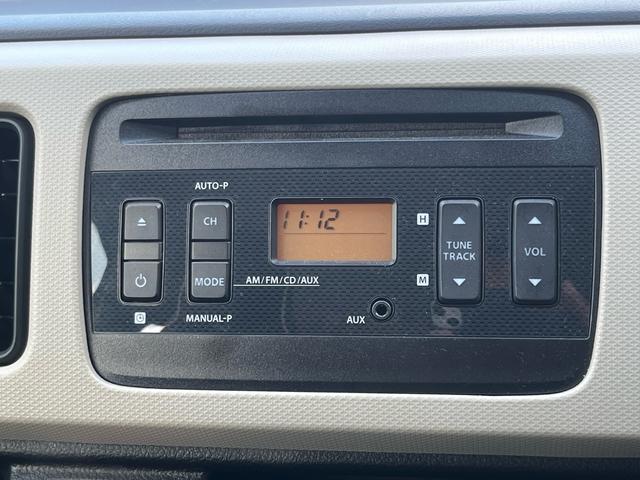 AUTO-P
CH
11:12
H
TUNE
TRACK
VOL
MODE
AM/FM/CD/AUX
M
MANUAL-P
AUX